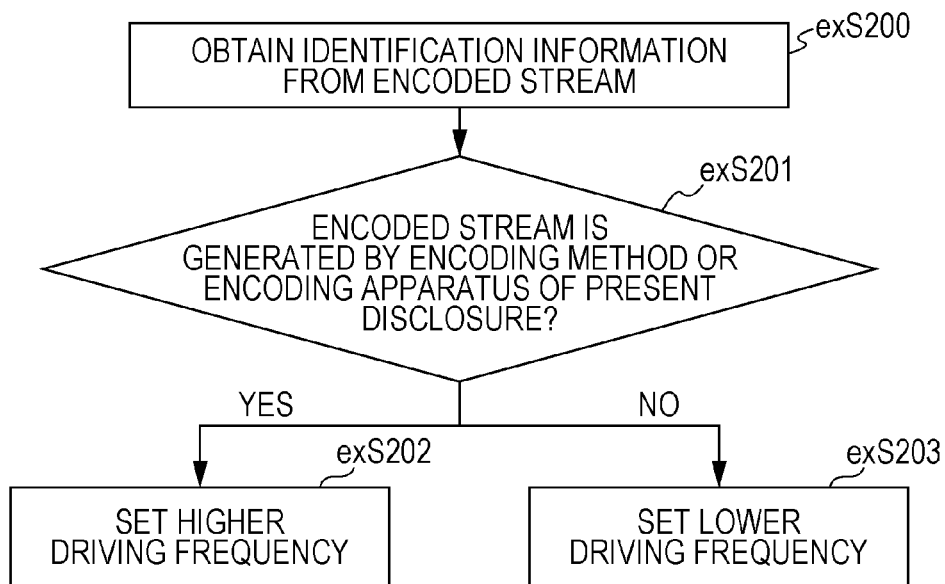 exS200
OBTAIN IDENTIFICATION INFORMATION
FROM ENCODED STREAM
exS201
ENCODED STREAM IS
GENERATED BY ENCODING METHOD OR
ENCODING APPARATUS OF PRESENT
DISCLOSURE?
YES
NO
exS202
SET HIGHER
DRIVING FREQUENCY
exS203
SET LOWER
DRIVING FREQUENCY